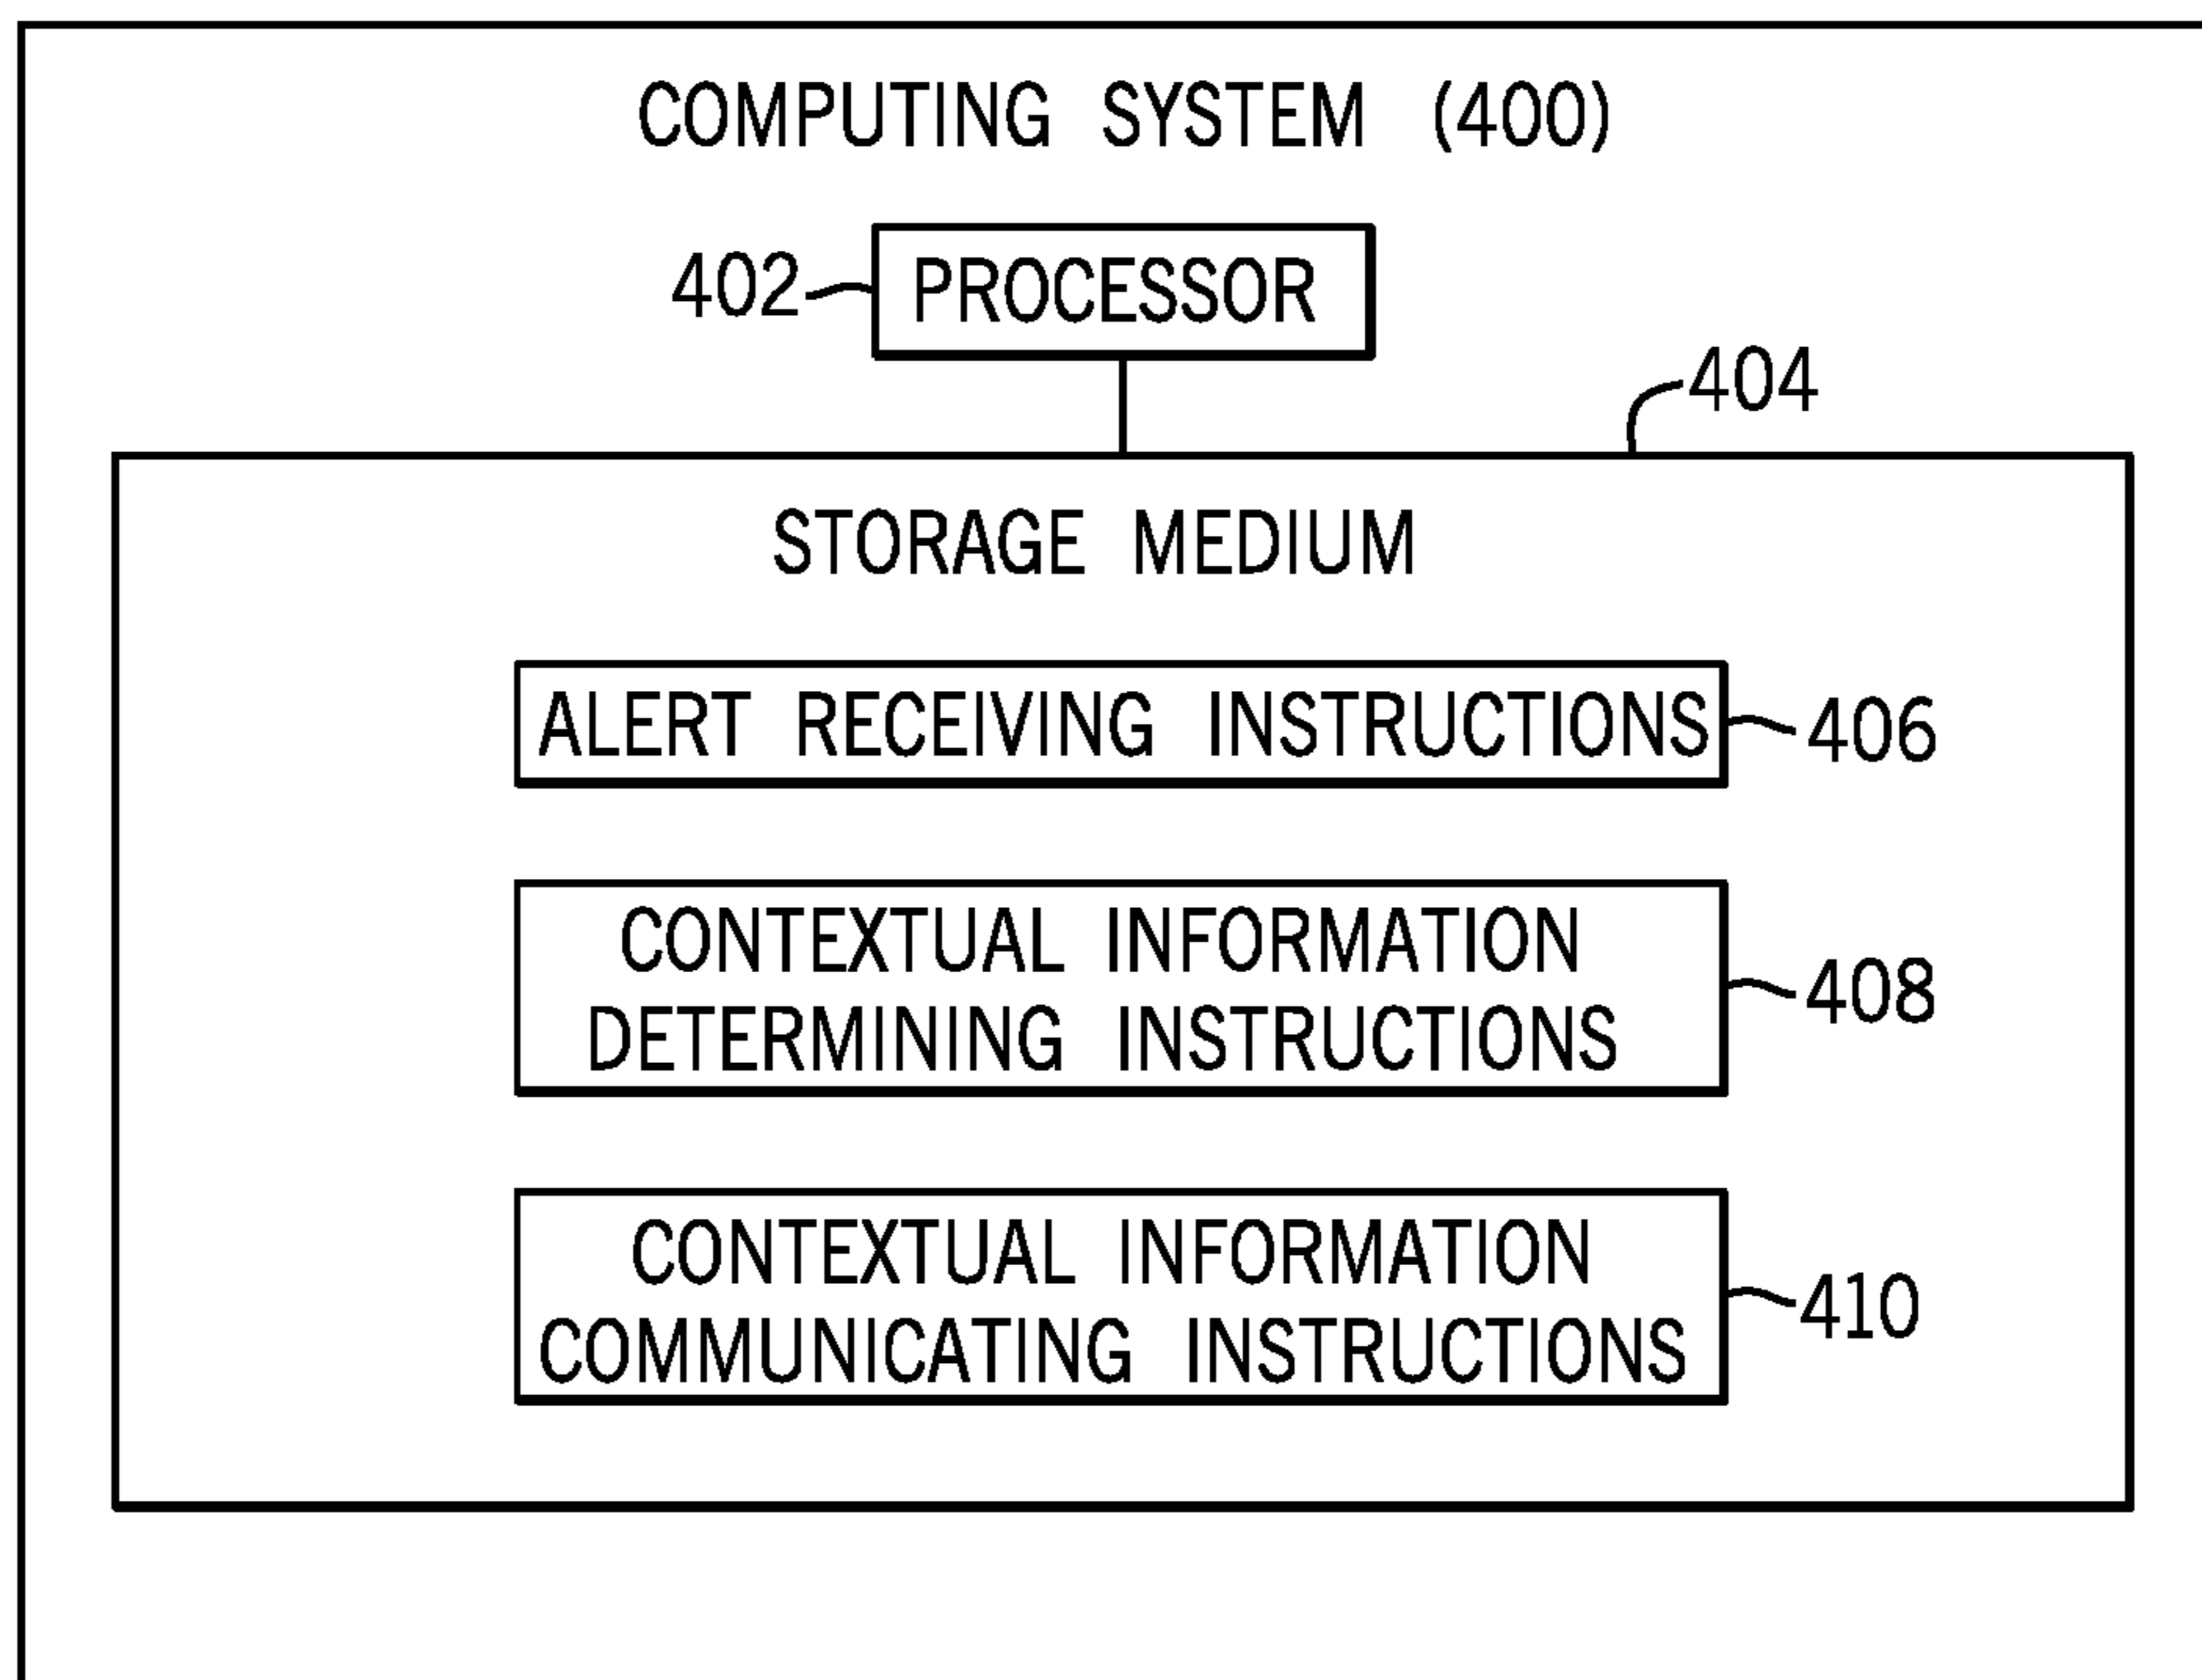 COMPUTING SYSTEM (400)
402 PROCESSOR
404
STORAGE MEDIUM
ALERT RECEIVING INSTRUCTIONS 406
CONTEXTUAL INFORMATION
DETERMINING INSTRUCTIONS
408
CONTEXTUAL INFORMATION
COMMUNICATING INSTRUCTIONS
410